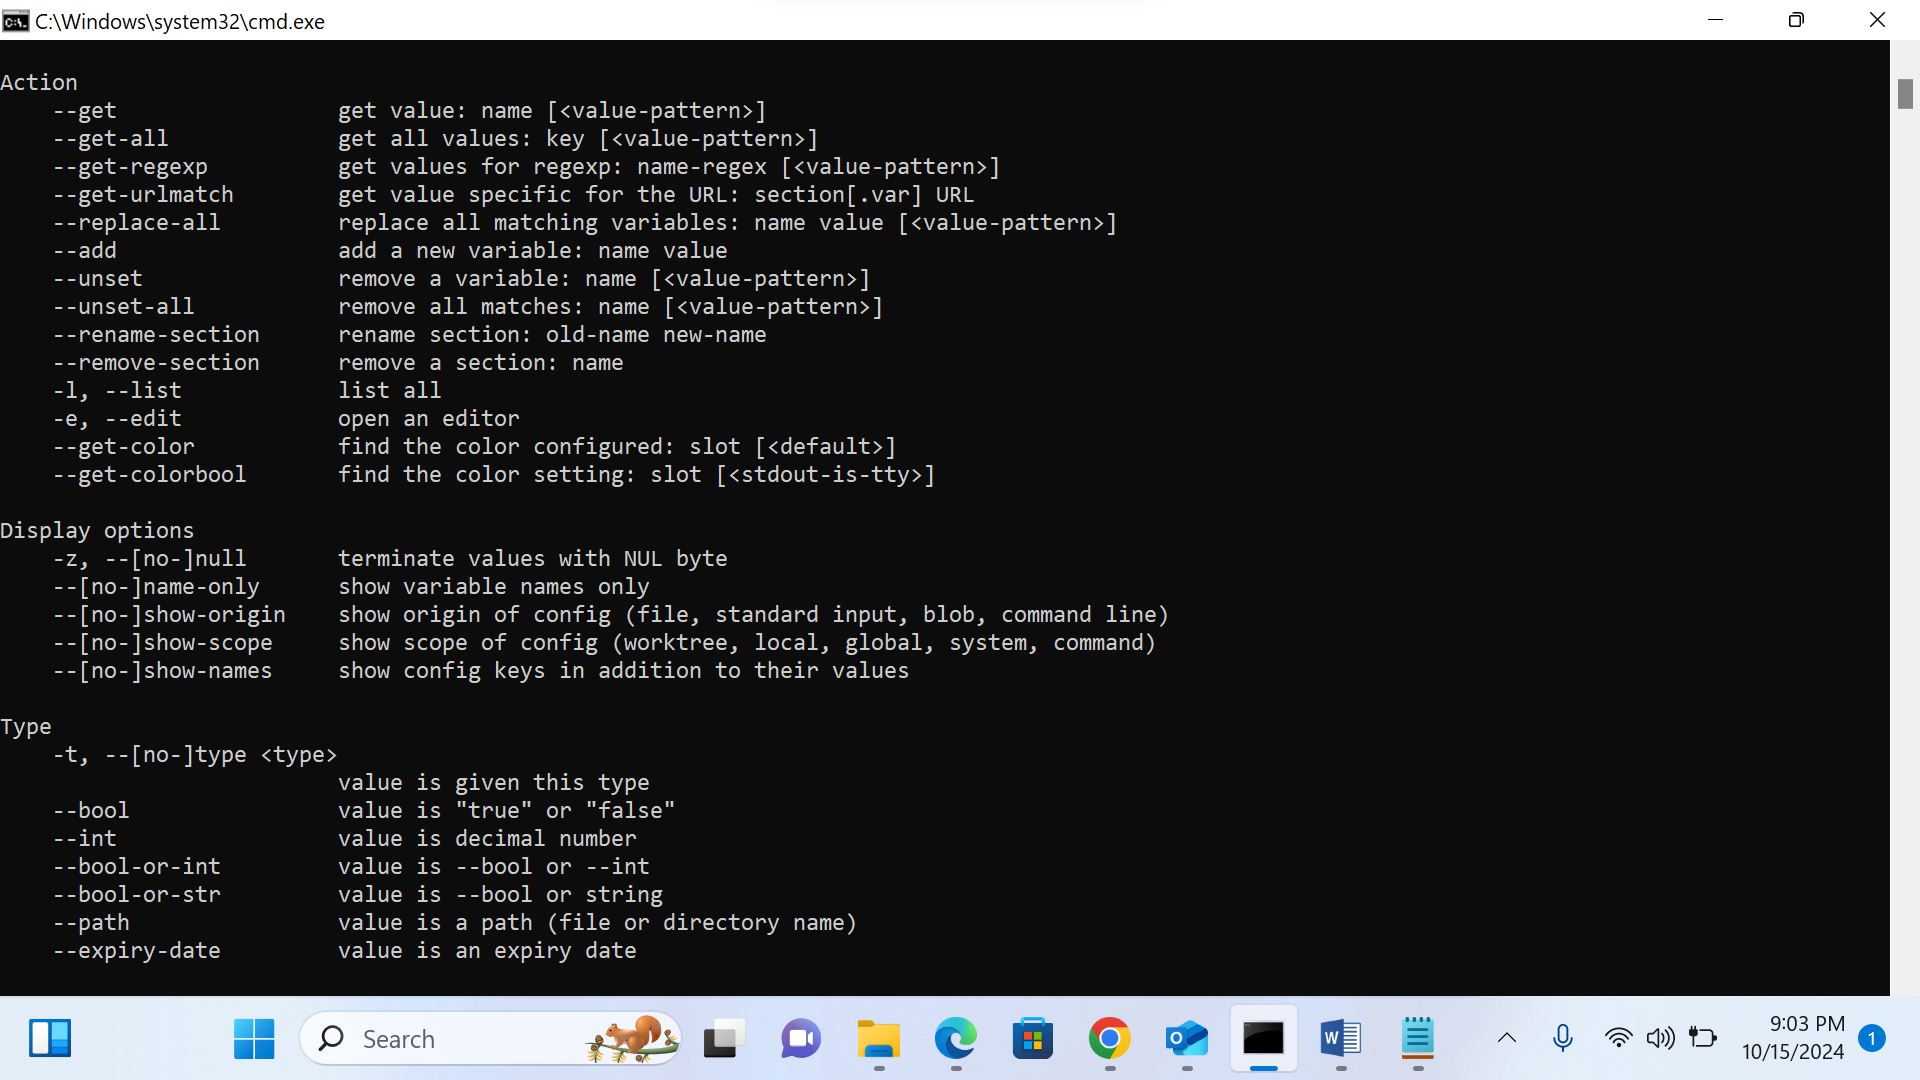 C:\Windows\system32\cmd.exe
Action
    --get                 get value: name [<value-pattern>]
    --get-all             get all values: key [<value-pattern>]
    --get-regexp          get values for regexp: name-regex [<value-pattern>]
    --get-urlmatch        get value specific for the URL: section[.var] URL
    --replace-all         replace all matching variables: name value [<value-pattern>]
    --add                 add a new variable: name value
    --unset               remove a variable: name [<value-pattern>]
    --unset-all           remove all matches: name [<value-pattern>]
    --rename-section      rename section: old-name new-name
    --remove-section      remove a section: name
    -l, --list            list all
    -e, --edit            open an editor
    --get-color           find the color configured: slot [<default>]
    --get-colorbool       find the color setting: slot [<stdout-is-tty>]
Display options
    -z, --[no-]null       terminate values with NUL byte
    --[no-]name-only      show variable names only
    --[no-]show-origin    show origin of config (file, standard input, blob, command line)
    --[no-]show-scope     show scope of config (worktree, local, global, system, command)
    --[no-]show-names     show config keys in addition to their values
Type
    -t, --[no-]type <type>
                          value is given this type
    --bool                value is "true" or "false"
    --int                 value is decimal number
    --bool-or-int         value is --bool or --int
    --bool-or-str         value is --bool or string
    --path                value is a path (file or directory name)
    --expiry-date         value is an expiry date
Search
9:03 PM
10/15/2024
1